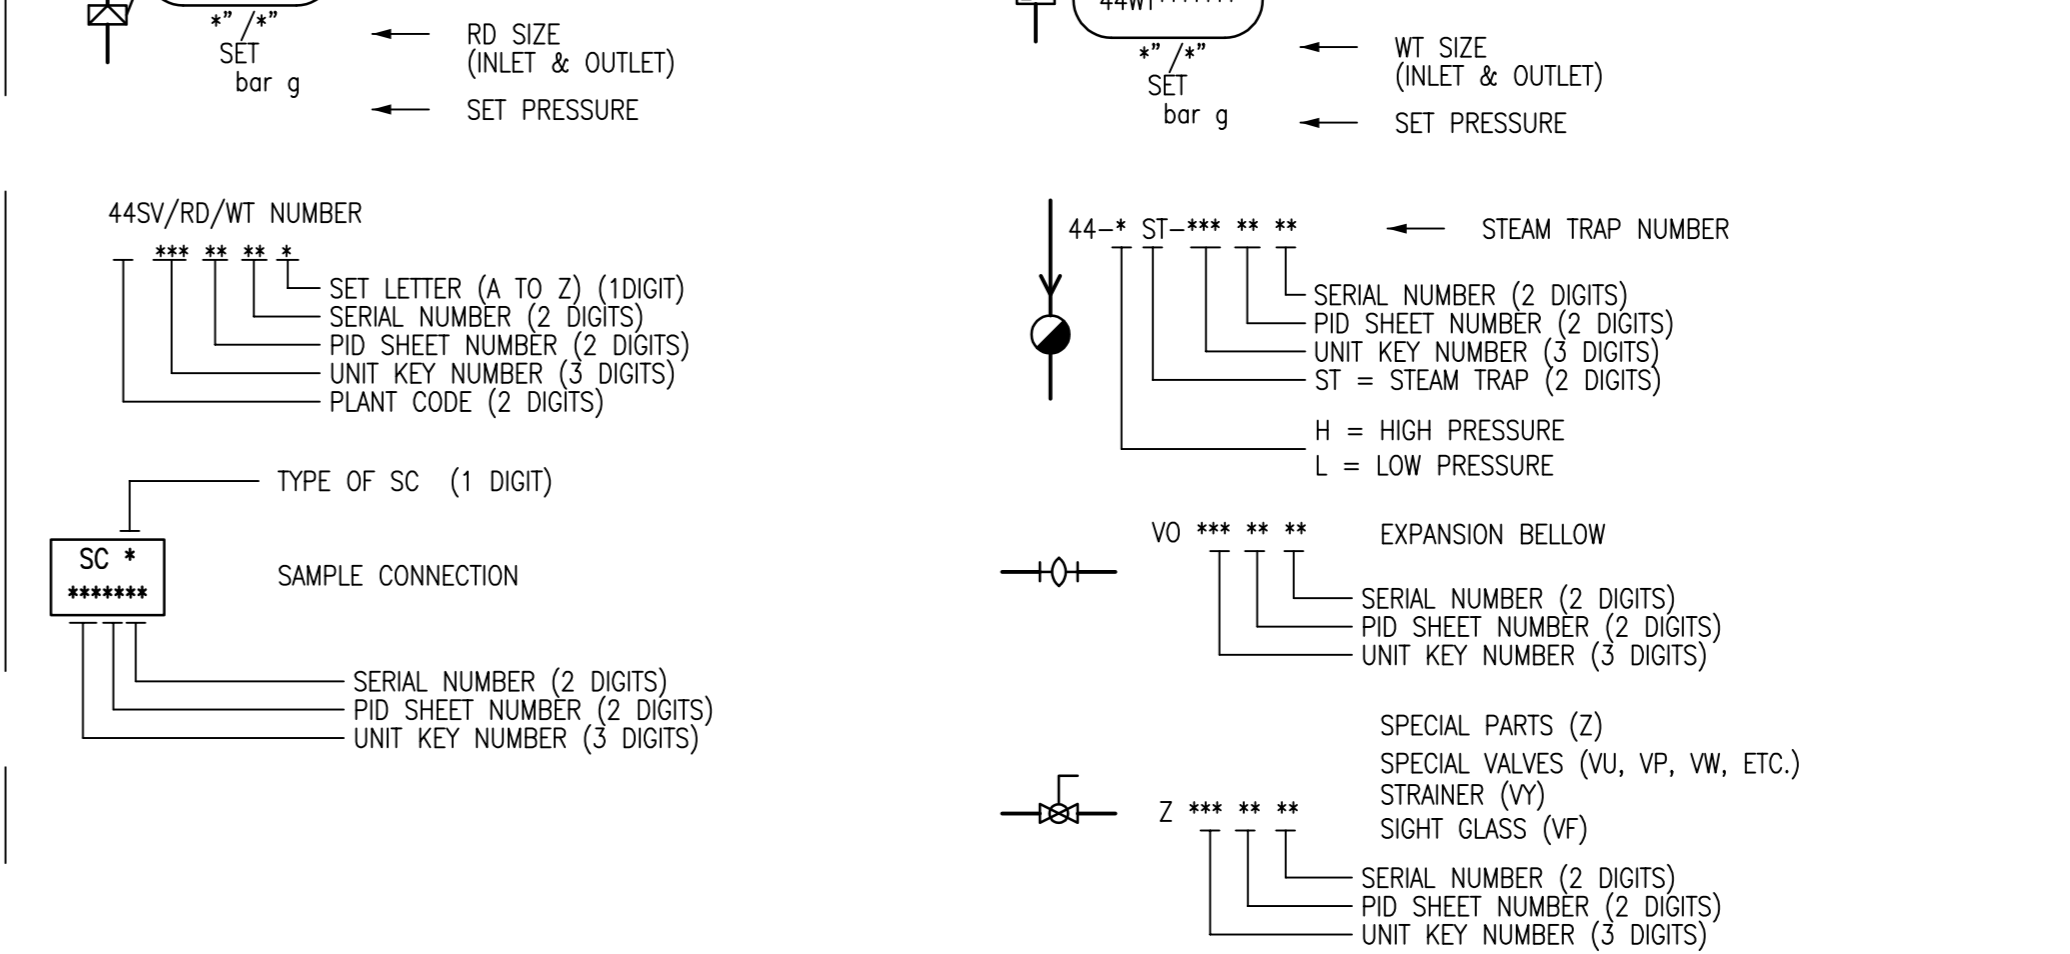 *"/*"
SET
bar g
RD SIZE
(INLET & OUTLET)
SET PRESSURE
44SV/RD/WT NUMBER
*** ** ** *
SET LETTER (A TO Z) (1DIGIT)
SERIAL NUMBER (2 DIGITS)
PID SHEET NUMBER (2 DIGITS)
UNIT KEY NUMBER (3 DIGITS)
PLANT CODE (2 DIGITS)
TYPE OF SC (1 DIGIT)
SC *
*******
SAMPLE CONNECTION
SERIAL NUMBER (2 DIGITS)
PID SHEET NUMBER (2 DIGITS)
UNIT KEY NUMBER (3 DIGITS)
44WT*******
*"/*"
SET
bar g
WT SIZE
(INLET & OUTLET)
SET PRESSURE
44-* ST-*** ** **
STEAM TRAP NUMBER
SERIAL NUMBER (2 DIGITS)
PID SHEET NUMBER (2 DIGITS)
UNIT KEY NUMBER (3 DIGITS)
ST = STEAM TRAP (2 DIGITS)
H = HIGH PRESSURE
L = LOW PRESSURE
VO *** ** **
EXPANSION BELLOW
SERIAL NUMBER (2 DIGITS)
PID SHEET NUMBER (2 DIGITS)
UNIT KEY NUMBER (3 DIGITS)
SPECIAL PARTS (Z)
SPECIAL VALVES (VU, VP, VW, ETC.)
STRAINER (VY)
SIGHT GLASS (VF)
Z *** ** **
SERIAL NUMBER (2 DIGITS)
PID SHEET NUMBER (2 DIGITS)
UNIT KEY NUMBER (3 DIGITS)